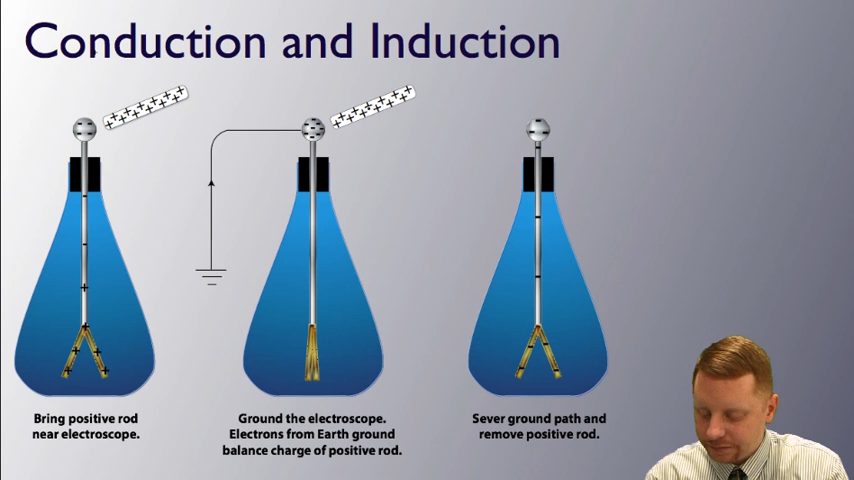 Conduction and Induction
Bring positive rod
near electroscope.
Ground the electroscope.
Electrons from Earth ground
balance charge of positive rod.
Sever ground path and
remove positive rod.